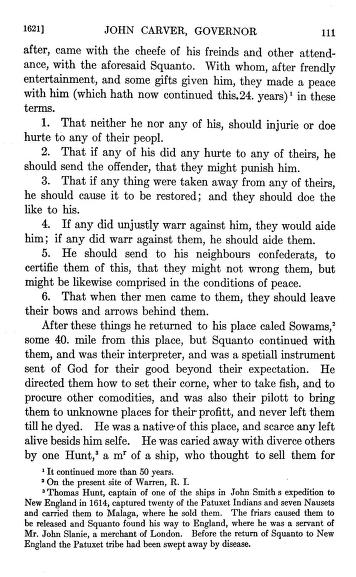 1621] JOHN CARVER, GOVERNOR 111
after, came with the cheefe of his freinds and other attend-
ance, with the aforesaid Squanto. With whom, after frendly
entertainment, and some gifts given him, they made a peace
with him (which hath now continued this.24. years)¹ in these
terms.
1. That neither he nor any of his, should injurie or doe
hurte to any of their peopl.
2. That if any of his did any hurte to any of theirs, he
should send the offender, that they might punish him.
3. That if any thing were taken away from any of theirs,
he should cause it to be restored; and they should doe the
like to his.
4. If any did unjustly warr against him, they would aide
him; if any did warr against them, he should aide them.
5. He should send to his neighbours confederats, to
certifie them of this, that they might not wrong them, but
might be likewise comprised in the conditions of peace.
6. That when ther men came to them, they should leave
their bows and arrows behind them.
After these things he returned to his place caled Sowams,²
some 40. mile from this place, but Squanto continued with
them, and was their interpreter, and was a spetiall instrument
sent of God for their good beyond their expectation. He
directed them how to set their corne, wher to take fish, and to
procure other comodities, and was also their pilott to bring
them to unknowne places for their profitt, and never left them
till he dyed. He was a native of this place, and scarce any left
alive besids him selfe. He was caried away with diverce others
by one Hunt,³ a mʳ of a ship, who thought to sell them for
¹ It continued more than 50 years.
² On the present site of Warren, R. I.
³ Thomas Hunt, captain of one of the ships in John Smith s expedition to
New England in 1614, captured twenty of the Patuxet Indians and seven Nausets
and carried them to Malaga, where he sold them. The friars caused them to
be released and Squanto found his way to England, where he was a servant of
Mr. John Slanie, a merchant of London. Before the return of Squanto to New
England the Patuxet tribe had been swept away by disease.